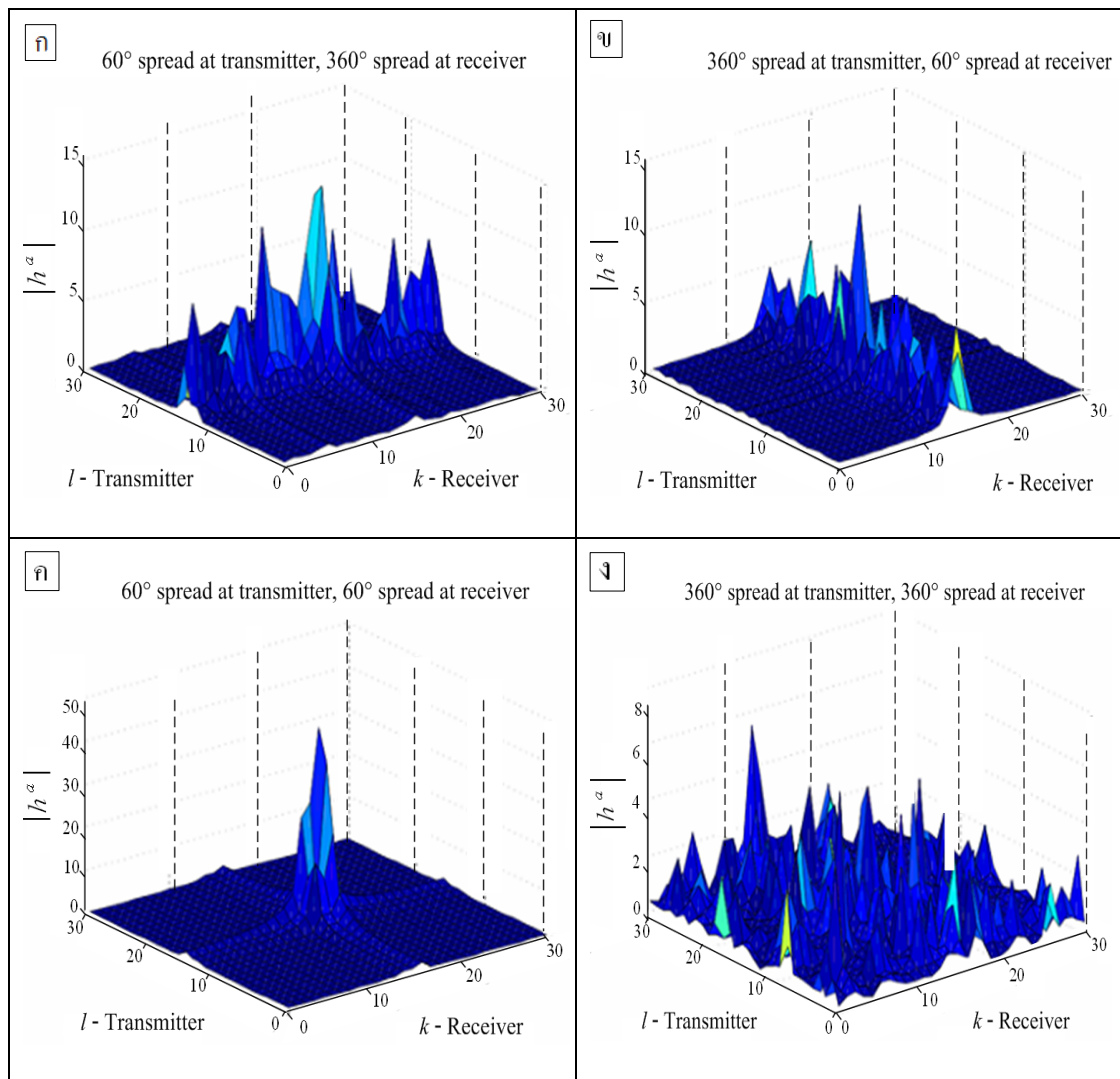 ก
60° spread at transmitter, 360° spread at receiver
15
10
5
0
30
20
10
0
0
10
20
30
|h^a|
l - Transmitter
k - Receiver
ข
360° spread at transmitter, 60° spread at receiver
15
10
5
0
30
20
10
0
0
10
20
30
|h^a|
l - Transmitter
k - Receiver
ค
60° spread at transmitter, 60° spread at receiver
50
40
30
20
10
0
30
20
10
0
0
10
20
30
|h^a|
l - Transmitter
k - Receiver
ง
360° spread at transmitter, 360° spread at receiver
8
6
4
2
0
30
20
10
0
0
10
20
30
|h^a|
l - Transmitter
k - Receiver